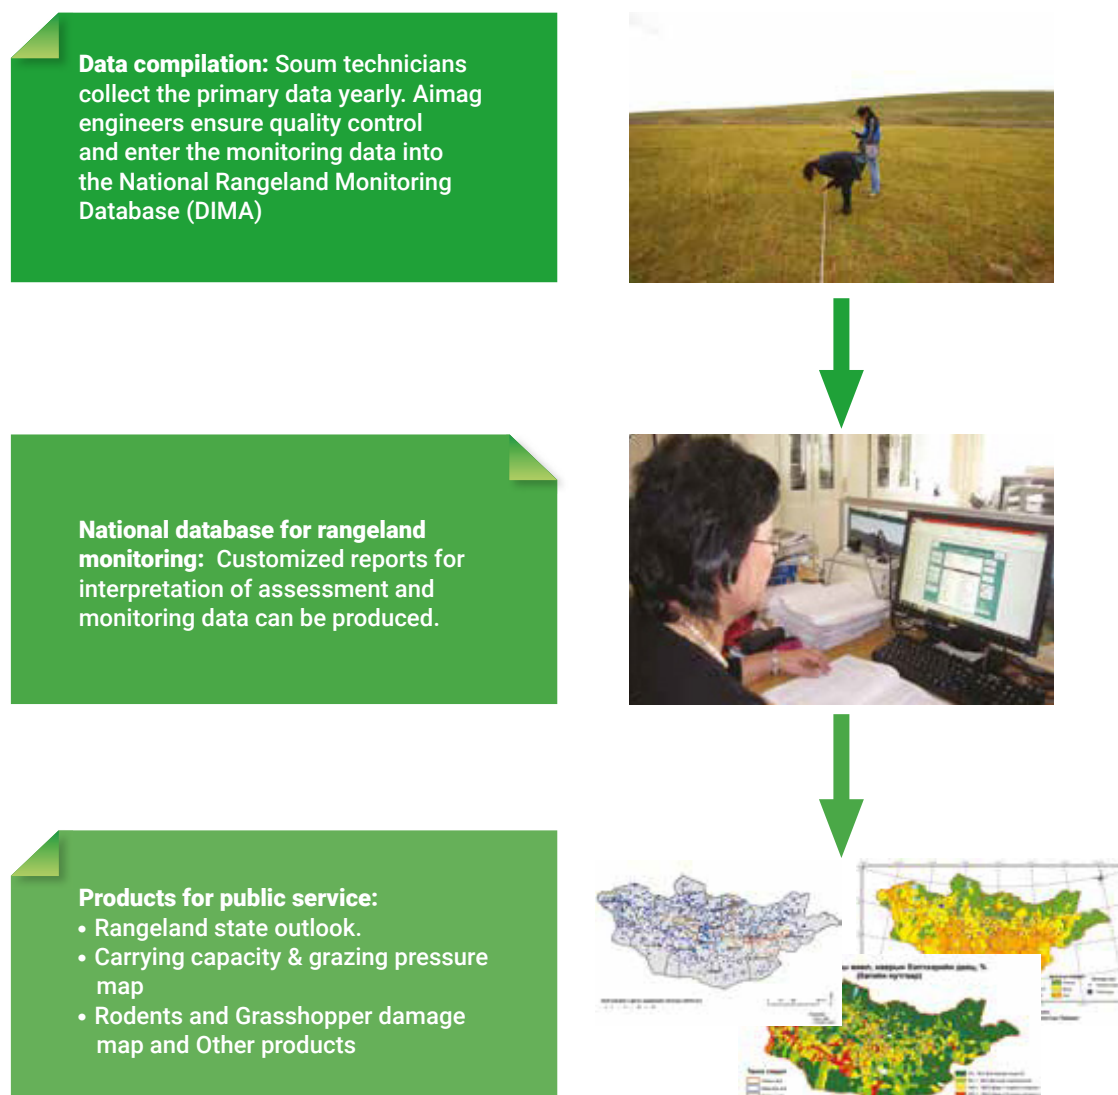 Data compilation: Soum technicians
collect the primary data yearly. Aimag
engineers ensure quality control
and enter the monitoring data into
the National Rangeland Monitoring
Database (DIMA)
National database for rangeland
monitoring: Customized reports for
interpretation of assessment and
monitoring data can be produced.
Products for public service:
• Rangeland state outlook.
• Carrying capacity & grazing pressure
map
• Rodents and Grasshopper damage
map and Other products